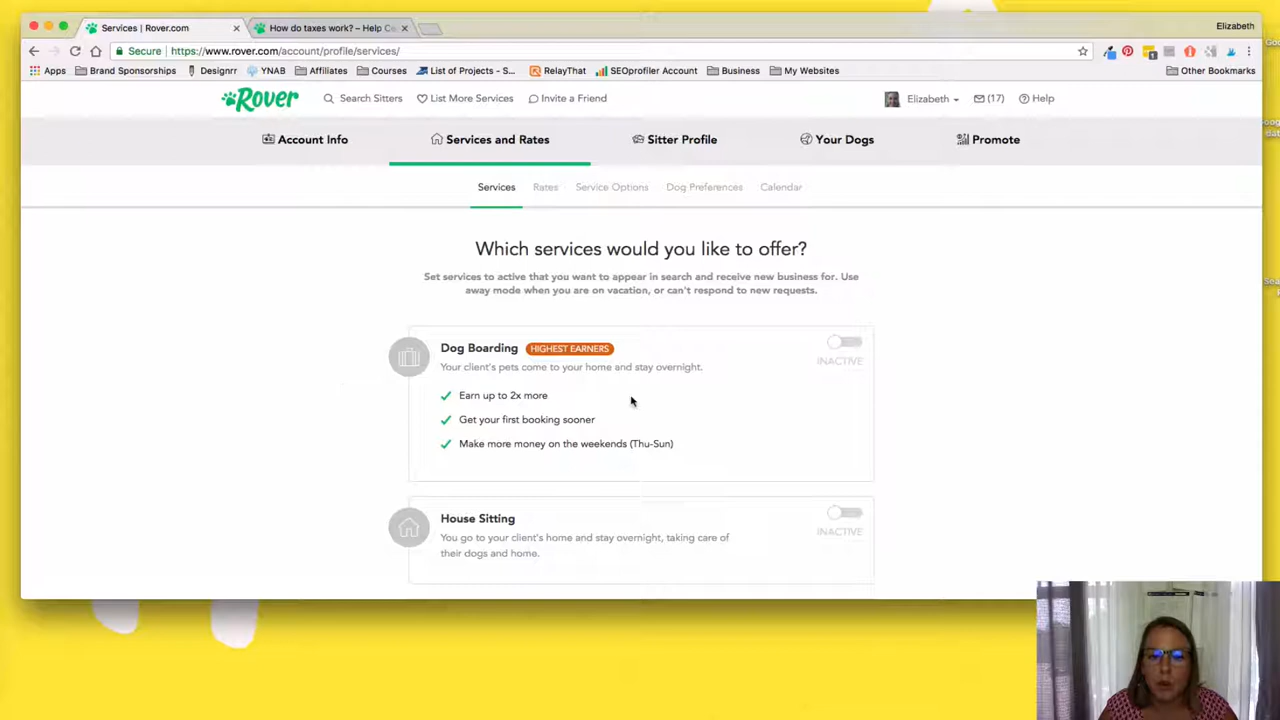 Services | Rover.com
How do taxes work? – Help Ce
Elizabeth
Secure
https://www.rover.com/account/profile/services/
Apps
Brand Sponsorships
Designrr
YNAB
Affiliates
Courses
List of Projects - S...
RelayThat
SEOprofiler Account
Business
My Websites
Other Bookmarks
Rover
Search Sitters
List More Services
Invite a Friend
Elizabeth
(17)
Help
Account Info
Services and Rates
Sitter Profile
Your Dogs
Promote
Services
Rates
Service Options
Dog Preferences
Calendar
Which services would you like to offer?
Set services to active that you want to appear in search and receive new business for. Use
away mode when you are on vacation, or can't respond to new requests.
Dog Boarding HIGHEST EARNERS
Your client's pets come to your home and stay overnight.
INACTIVE
Earn up to 2x more
Get your first booking sooner
Make more money on the weekends (Thu-Sun)
House Sitting
You go to your client's home and stay overnight, taking care of
their dogs and home.
INACTIVE